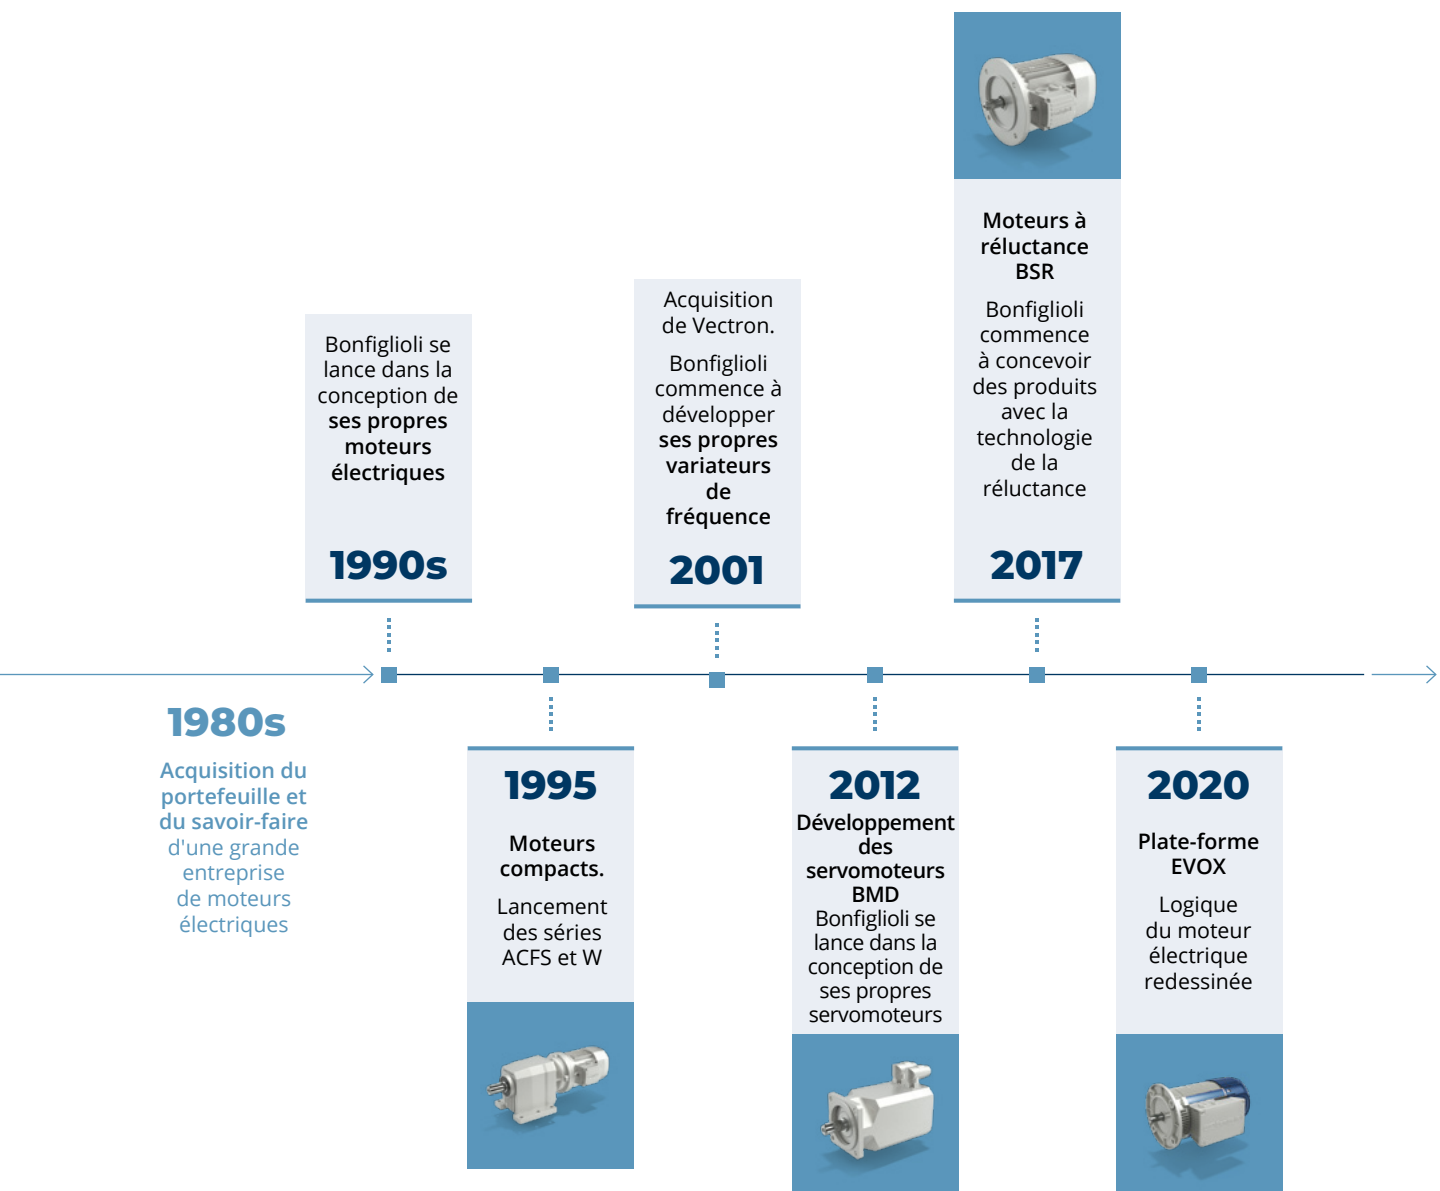 1980s
Acquisition du
portefeuille et
du savoir-faire
d'une grande
entreprise
de moteurs
électriques
Bonfiglioli se
lance dans la
conception de
ses propres
moteurs
électriques
1990s
1995
Moteurs
compacts.
Lancement
des séries
ACFS et W
Acquisition
de Vectron.
Bonfiglioli
commence à
développer
ses propres
variateurs
de
fréquence
2001
2012
Développement
des
servomoteurs
BMD
Bonfiglioli se
lance dans la
conception de
ses propres
servomoteurs
Moteurs à
réluctance
BSR
Bonfiglioli
commence
à concevoir
des produits
avec la
technologie
de la
réluctance
2017
2020
Plate-forme
EVOX
Logique
du moteur
électrique
redessinée